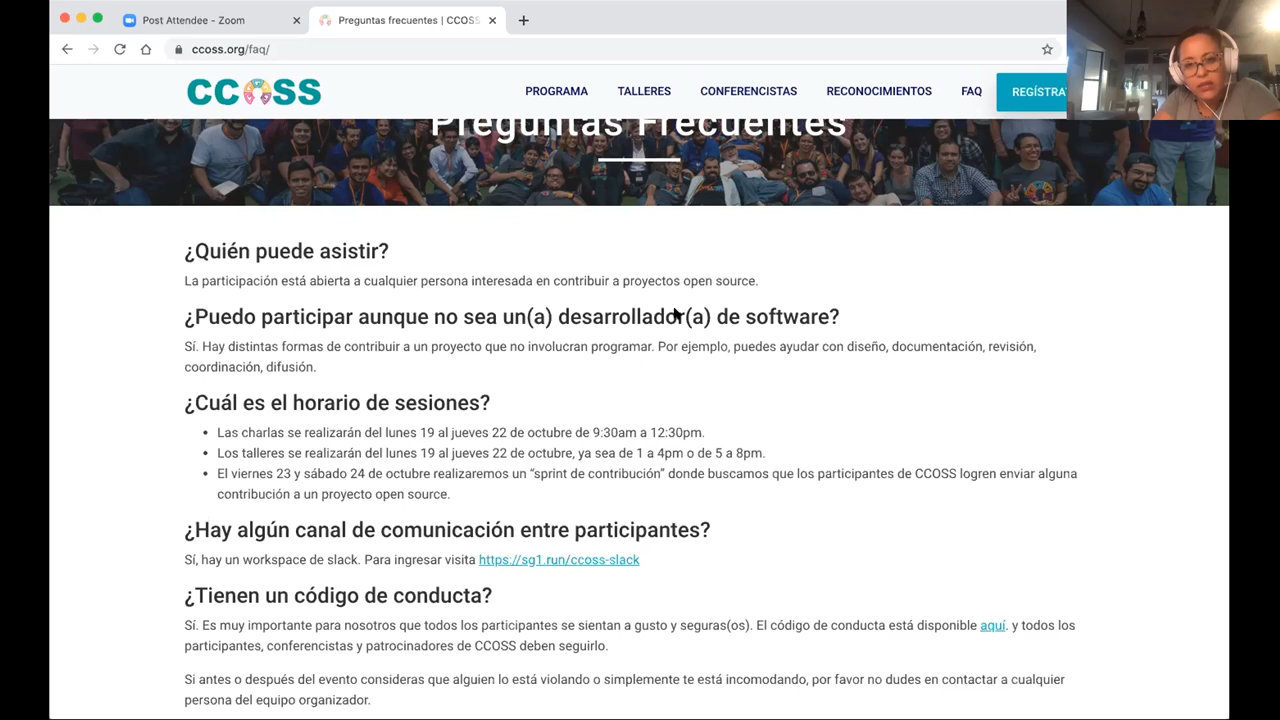 Post Attendee - Zoom
Preguntas frecuentes | CCOSS
ccoss.org/faq/
CCOSS
PROGRAMA
TALLERES
CONFERENCISTAS
RECONOCIMIENTOS
FAQ
REGÍSTRA
Preguntas Frecuentes
¿Quién puede asistir?
La participación está abierta a cualquier persona interesada en contribuir a proyectos open source.
¿Puedo participar aunque no sea un(a) desarrollador(a) de software?
Sí. Hay distintas formas de contribuir a un proyecto que no involucran programar. Por ejemplo, puedes ayudar con diseño, documentación, revisión,
coordinación, difusión.
¿Cuál es el horario de sesiones?
• Las charlas se realizarán del lunes 19 al jueves 22 de octubre de 9:30am a 12:30pm.
• Los talleres se realizarán del lunes 19 al jueves 22 de octubre, ya sea de 1 a 4pm o de 5 a 8pm.
• El viernes 23 y sábado 24 de octubre realizaremos un “sprint de contribución” donde buscamos que los participantes de CCOSS logren enviar alguna
contribución a un proyecto open source.
¿Hay algún canal de comunicación entre participantes?
Sí, hay un workspace de slack. Para ingresar visita https://sg1.run/ccoss-slack
¿Tienen un código de conducta?
Sí. Es muy importante para nosotros que todos los participantes se sientan a gusto y seguras(os). El código de conducta está disponible aquí. y todos los
participantes, conferencistas y patrocinadores de CCOSS deben seguirlo.
Si antes o después del evento consideras que alguien lo está violando o simplemente te está incomodando, por favor no dudes en contactar a cualquier
persona del equipo organizador.